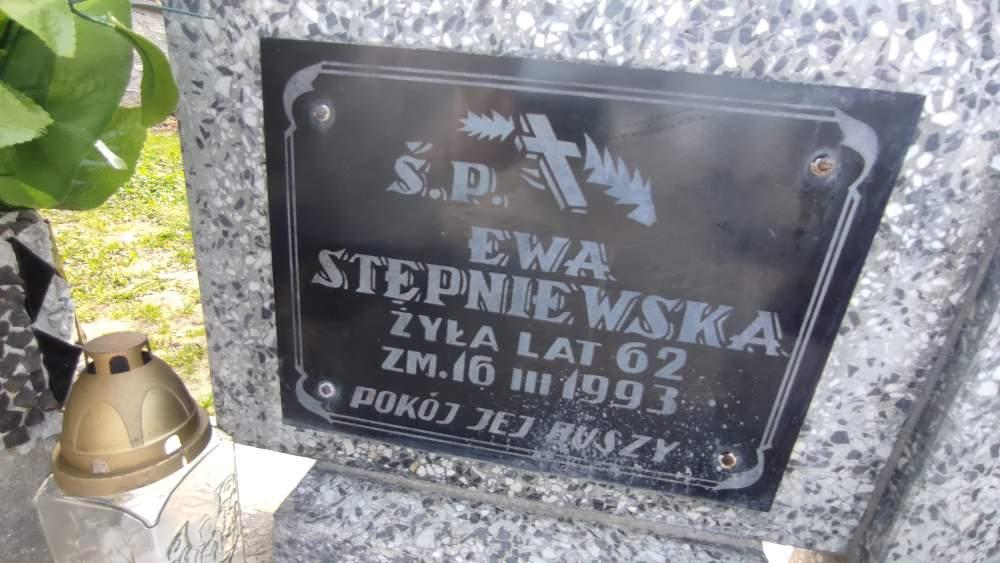 Ś.P.
EWA
STĘPNIEWSKA
ŻYŁA LAT 62
ZM. 16 III 1993
POKÓJ JEJ DUSZY